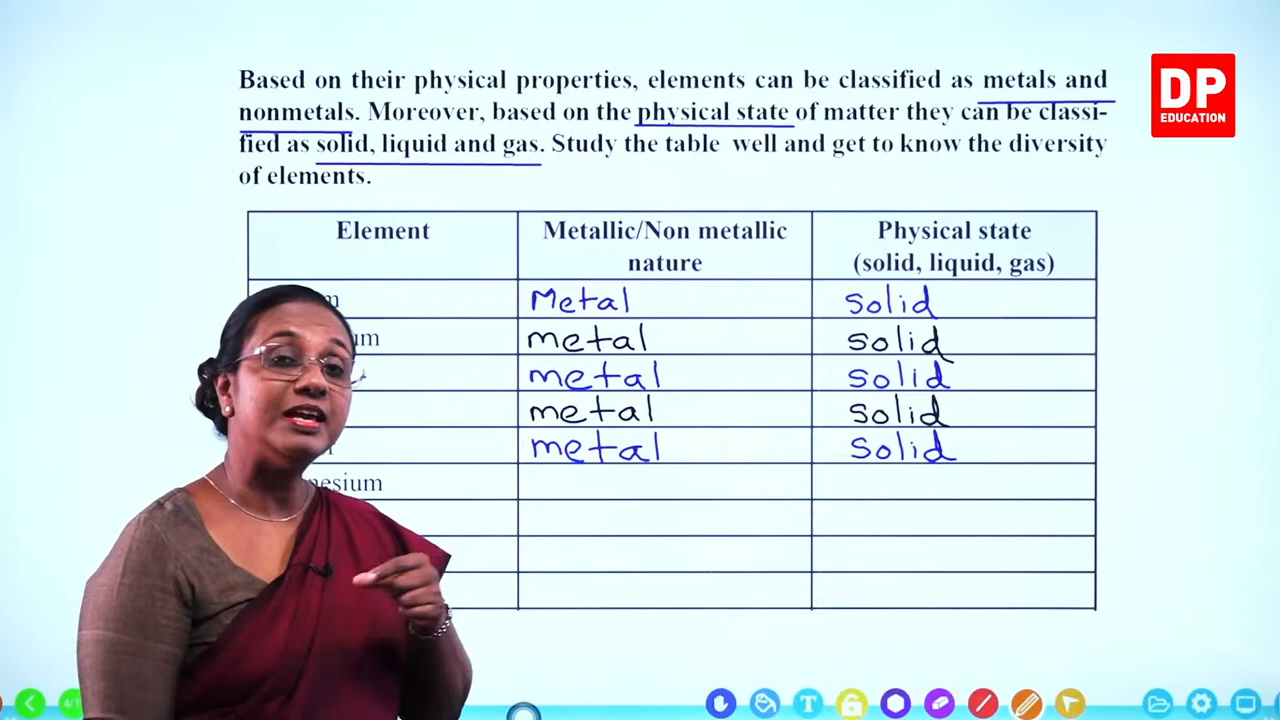 Based on their physical properties, elements can be classified as metals and
nonmetals. Moreover, based on the physical state of matter they can be classi-
fied as solid, liquid and gas. Study the table well and get to know the diversity
of elements.
DP
EDUCATION
Element Metallic/Non metallic nature Physical state (solid, liquid, gas)
Metal solid
metal solid
metal solid
metal solid
metal Solid